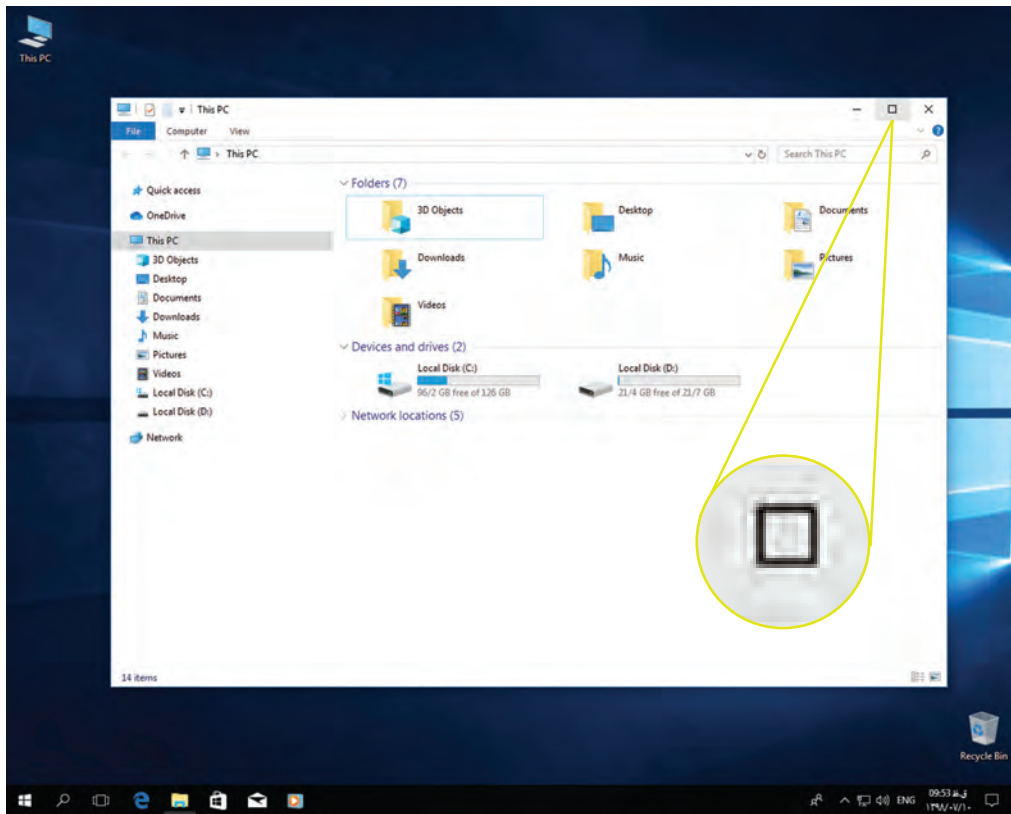 This PC
This PC
File Computer View
This PC
Search This PC
Quick access
OneDrive
This PC
3D Objects
Desktop
Documents
Downloads
Music
Pictures
Videos
Local Disk (C:)
Local Disk (D:)
Network
Folders (7)
3D Objects
Desktop
Documents
Downloads
Music
Pictures
Videos
Devices and drives (2)
Local Disk (C:)
96/2 GB free of 126 GB
Local Disk (D:)
21/4 GB free of 21/7 GB
Network locations (5)
14 items
Recycle Bin
ENG
09:53 ق.ظ
۱۳۹۸/۰۷/۱۰